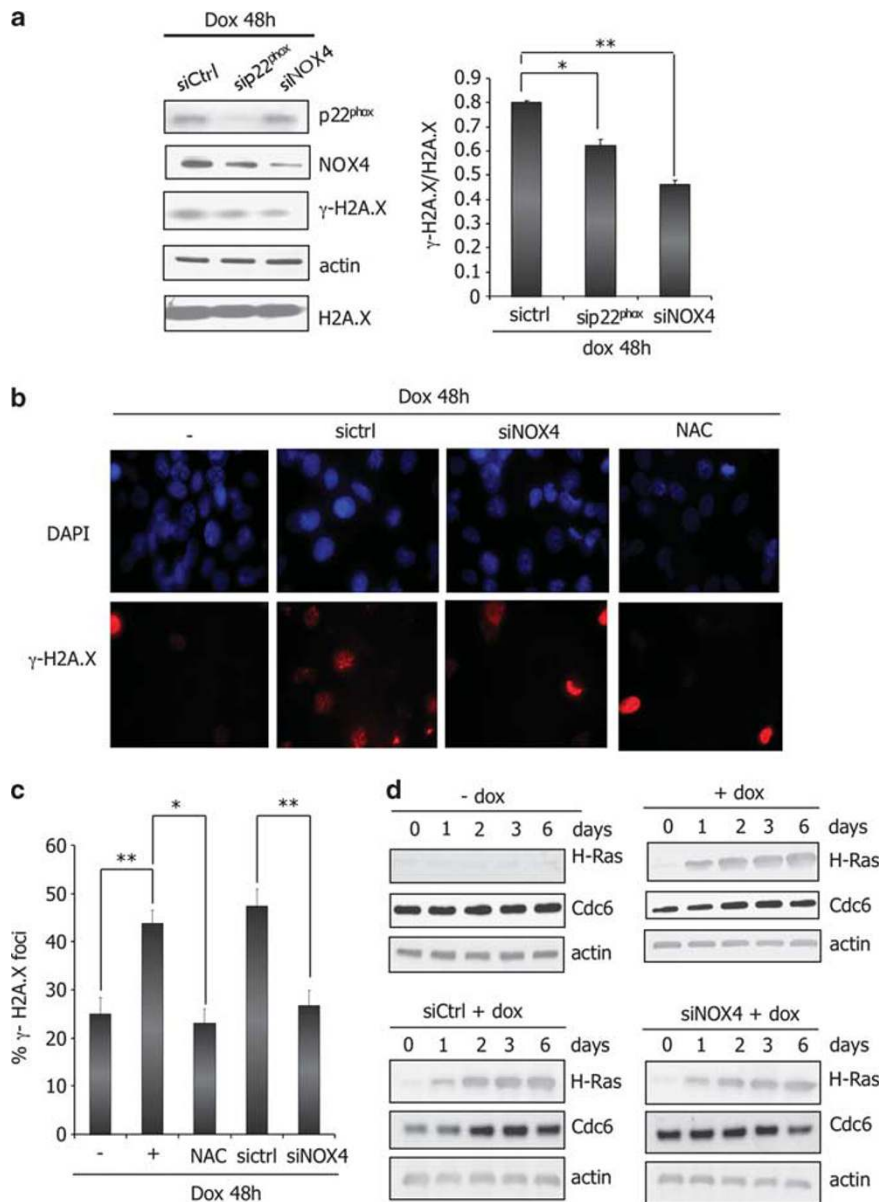 a
Dox 48h
siCtrl sip22phox siNOX4
p22phox
NOX4
γ-H2A.X
actin
H2A.X
** 
*
γ-H2A.X/H2A.X
0.9
0.8
0.7
0.6
0.5
0.4
0.3
0.2
0.1
0
sictrl sip22phox siNOX4
dox 48h
b
Dox 48h
- sictrl siNOX4 NAC
DAPI
γ-H2A.X
c
** * **
% γ- H2A.X foci
60
50
40
30
20
10
0
- + NAC sictrl siNOX4
Dox 48h
d
- dox
0 1 2 3 6 days
H-Ras
Cdc6
actin
+ dox
0 1 2 3 6 days
H-Ras
Cdc6
actin
siCtrl + dox
0 1 2 3 6 days
H-Ras
Cdc6
actin
siNOX4 + dox
0 1 2 3 6 days
H-Ras
Cdc6
actin